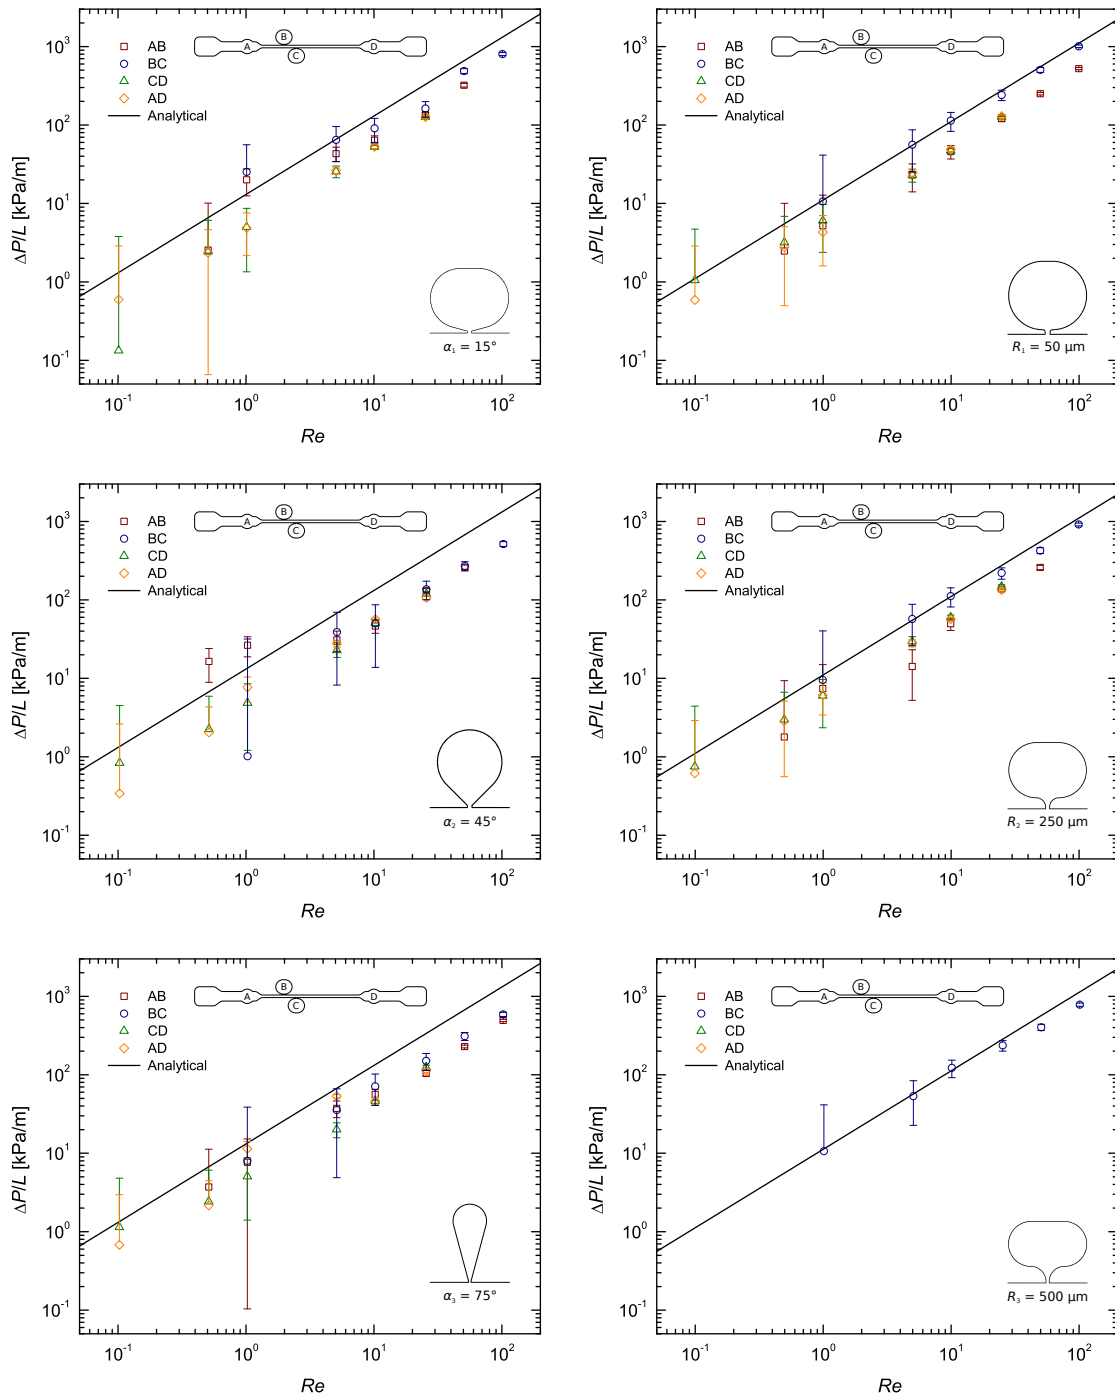 AB
BC
CD
AD
Analytical
A
B
C
D
α₁ = 15°
ΔP/L [kPa/m]
10³
10²
10¹
10⁰
10⁻¹
10⁻¹ 10⁰ 10¹ 10²
Re
AB
BC
CD
AD
Analytical
A
B
C
D
R₁ = 50 μm
ΔP/L [kPa/m]
10³
10²
10¹
10⁰
10⁻¹
10⁻¹ 10⁰ 10¹ 10²
Re
AB
BC
CD
AD
Analytical
A
B
C
D
α₂ = 45°
ΔP/L [kPa/m]
10³
10²
10¹
10⁰
10⁻¹
10⁻¹ 10⁰ 10¹ 10²
Re
AB
BC
CD
AD
Analytical
A
B
C
D
R₂ = 250 μm
ΔP/L [kPa/m]
10³
10²
10¹
10⁰
10⁻¹
10⁻¹ 10⁰ 10¹ 10²
Re
AB
BC
CD
AD
Analytical
A
B
C
D
α₃ = 75°
ΔP/L [kPa/m]
10³
10²
10¹
10⁰
10⁻¹
10⁻¹ 10⁰ 10¹ 10²
Re
AB
BC
CD
AD
Analytical
A
B
C
D
R₃ = 500 μm
ΔP/L [kPa/m]
10³
10²
10¹
10⁰
10⁻¹
10⁻¹ 10⁰ 10¹ 10²
Re